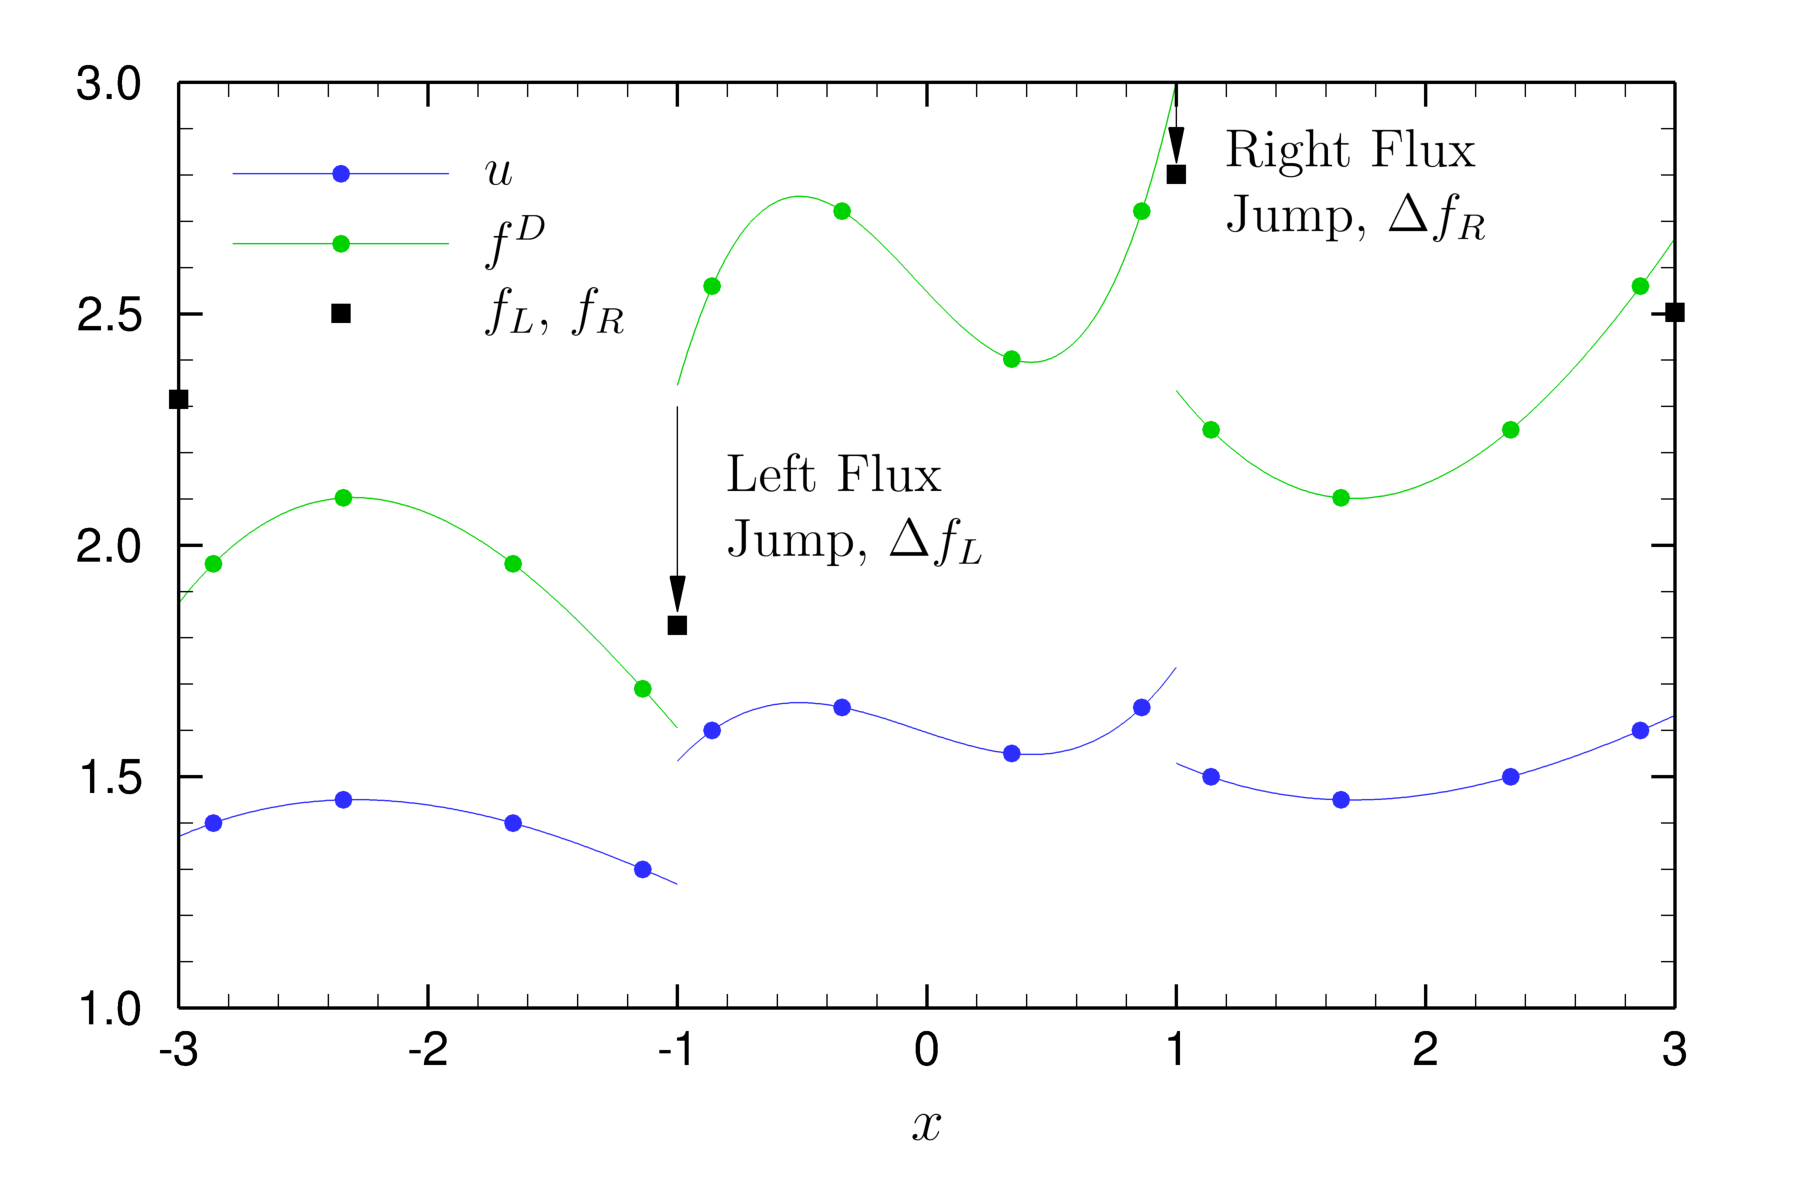 3.0
2.5
2.0
1.5
1.0
u
f^D
f_L, f_R
Right Flux
Jump, Δf_R
Left Flux
Jump, Δf_L
-3 -2 -1 0 1 2 3
x